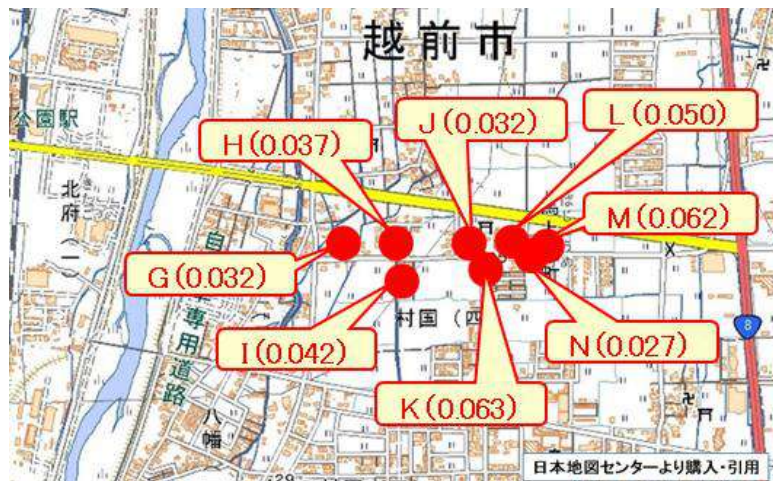 越前市
公園駅
J(0.032)
L(0.050)
H(0.037)
M(0.062)
北府(一)
G(0.032)
自
専用道路
村国(四
I(0.042)
N(0.027)
8
K(0.063)
八幡
29
日本地図センターより購入・引用